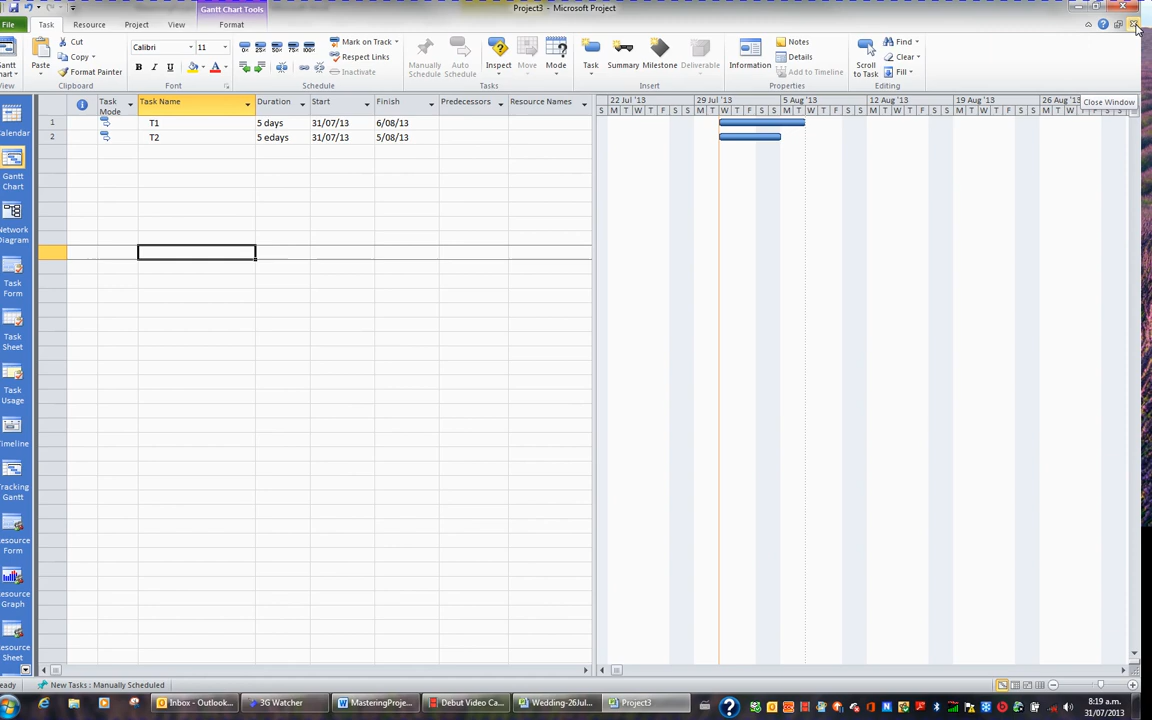 Gantt Chart Tools
Project3 - Microsoft Project
File Task Resource Project View Format
Cut
Copy
Format Painter
Paste
Clipboard
Calibri 11
B I U A
Font
0× 25× 50× 75× 100×
Mark on Track
Respect Links
Inactivate
Schedule
Manually Schedule
Auto Schedule
Inspect
Move
Mode
Tasks
Task
Summary
Milestone
Deliverable
Insert
Information
Notes
Details
Add to Timeline
Properties
Scroll to Task
Find
Clear
Fill
Editing
Close Window
Task Mode
Task Name
Duration
Start
Finish
Predecessors
Resource Names
22 Jul '13 29 Jul '13 5 Aug '13 12 Aug '13 19 Aug '13 26 Aug '13
S M T W T F S S M T W T F S S M T W T F S S M T W T F S S M T W T F S S M T W T F S
1 T1 5 days 31/07/13 6/08/13
2 T2 5 edays 31/07/13 5/08/13
Calendar
Gantt Chart
Network Diagram
Task Form
Task Sheet
Task Usage
Timeline
Tracking Gantt
Resource Form
Resource Graph
Resource Sheet
eady
New Tasks : Manually Scheduled
Inbox - Outlook...
3G Watcher
MasteringProje...
Debut Video Ca...
Wedding-26Jul...
Project3
8:19 a.m.
31/07/2013